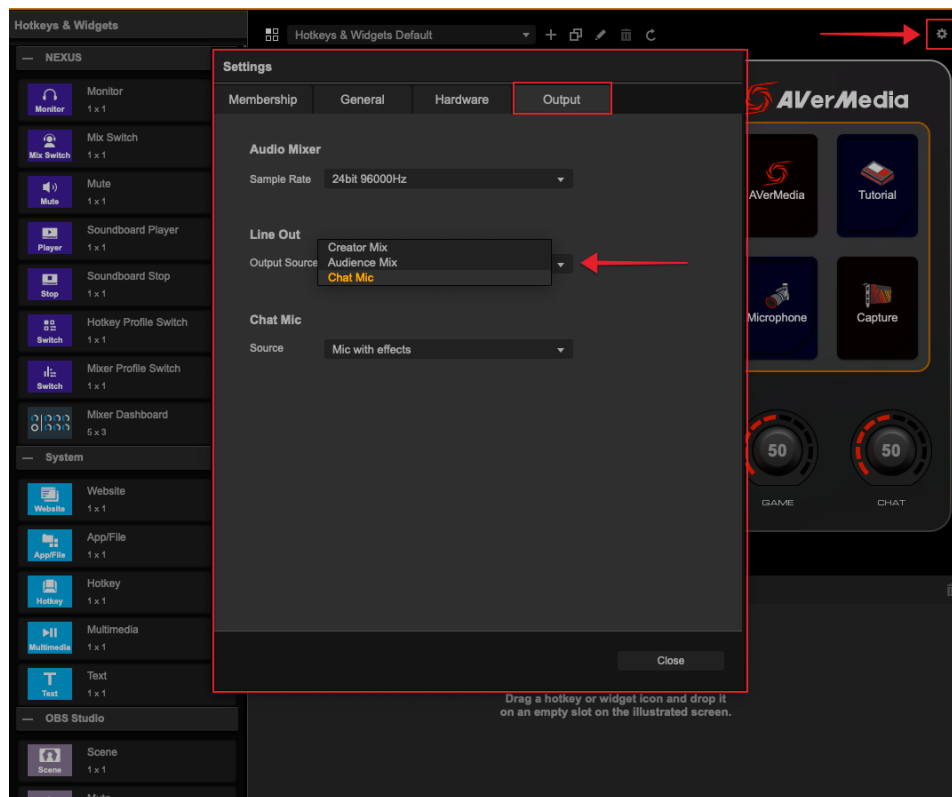 Hotkeys & Widgets
Hotkeys & Widgets Default
NEXUS
Monitor
Monitor
1 x 1
Mix Switch
Mix Switch
1 x 1
Mute
Mute
1 x 1
Player
Soundboard Player
1 x 1
Stop
Soundboard Stop
1 x 1
Switch
Hotkey Profile Switch
1 x 1
Switch
Mixer Profile Switch
1 x 1
Mixer Dashboard
5 x 3
System
Website
Website
1 x 1
App/File
App/File
1 x 1
Hotkey
Hotkey
1 x 1
Multimedia
Multimedia
1 x 1
Text
Text
1 x 1
OBS Studio
Scene
Scene
1 x 1
Settings
Membership
General
Hardware
Output
Audio Mixer
Sample Rate
24bit 96000Hz
Line Out
Output Source
Creator Mix
Audience Mix
Chat Mic
Chat Mic
Source
Mic with effects
Close
Drag a hotkey or widget icon and drop it
on an empty slot on the illustrated screen.
AVerMedia
AVerMedia
Tutorial
Microphone
Capture
50
50
GAME
CHAT